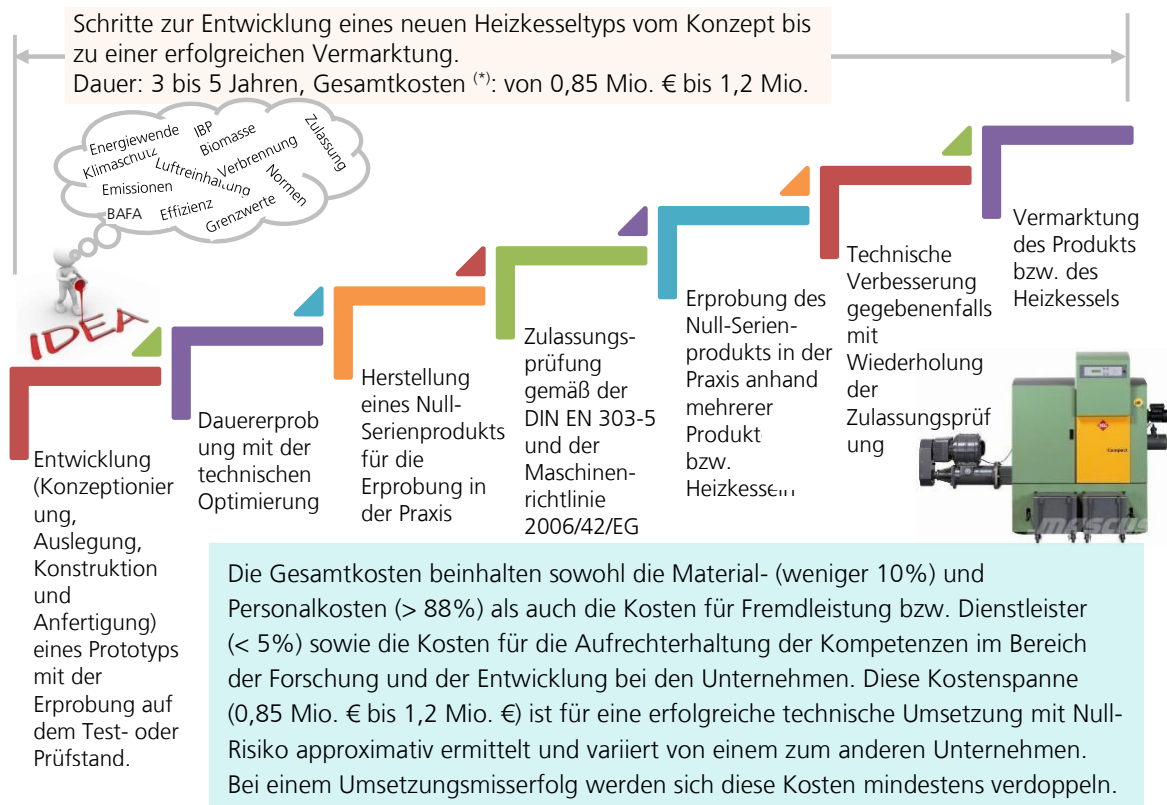 Schritte zur Entwicklung eines neuen Heizkesseltyps vom Konzept bis
zu einer erfolgreichen Vermarktung.
Dauer: 3 bis 5 Jahren, Gesamtkosten (*): von 0,85 Mio. € bis 1,2 Mio.
Energiewende
IBP
Zulassung
Klimaschutz
Biomasse
Luftreinhaltung
Verbrennung
Emissionen
Normen
BAFA
Effizienz
Grenzwerte
IDEA
Entwicklung
(Konzeptionier
ung,
Auslegung,
Konstruktion
und
Anfertigung)
eines Prototyps
mit der
Erprobung auf
dem Test- oder
Prüfstand.
Dauererprob
ung mit der
technischen
Optimierung
Herstellung
eines Null-
Serienprodukts
für die
Erprobung in
der Praxis
Zulassungs-
prüfung
gemäß der
DIN EN 303-5
und der
Maschinen-
richtlinie
2006/42/EG
Erprobung des
Null-Serien-
produkts in der
Praxis anhand
mehrerer
Produkt
bzw.
Heizkesseln
Technische
Verbesserung
gegebenenfalls
mit
Wiederholung
der
Zulassungsprüf
ung
Vermarktung
des Produkts
bzw. des
Heizkessels
Compact
MASCUS
Die Gesamtkosten beinhalten sowohl die Material- (weniger 10%) und
Personalkosten (> 88%) als auch die Kosten für Fremdleistung bzw. Dienstleister
(< 5%) sowie die Kosten für die Aufrechterhaltung der Kompetenzen im Bereich
der Forschung und der Entwicklung bei den Unternehmen. Diese Kostenspanne
(0,85 Mio. € bis 1,2 Mio. €) ist für eine erfolgreiche technische Umsetzung mit Null-
Risiko approximativ ermittelt und variiert von einem zum anderen Unternehmen.
Bei einem Umsetzungsmisserfolg werden sich diese Kosten mindestens verdoppeln.